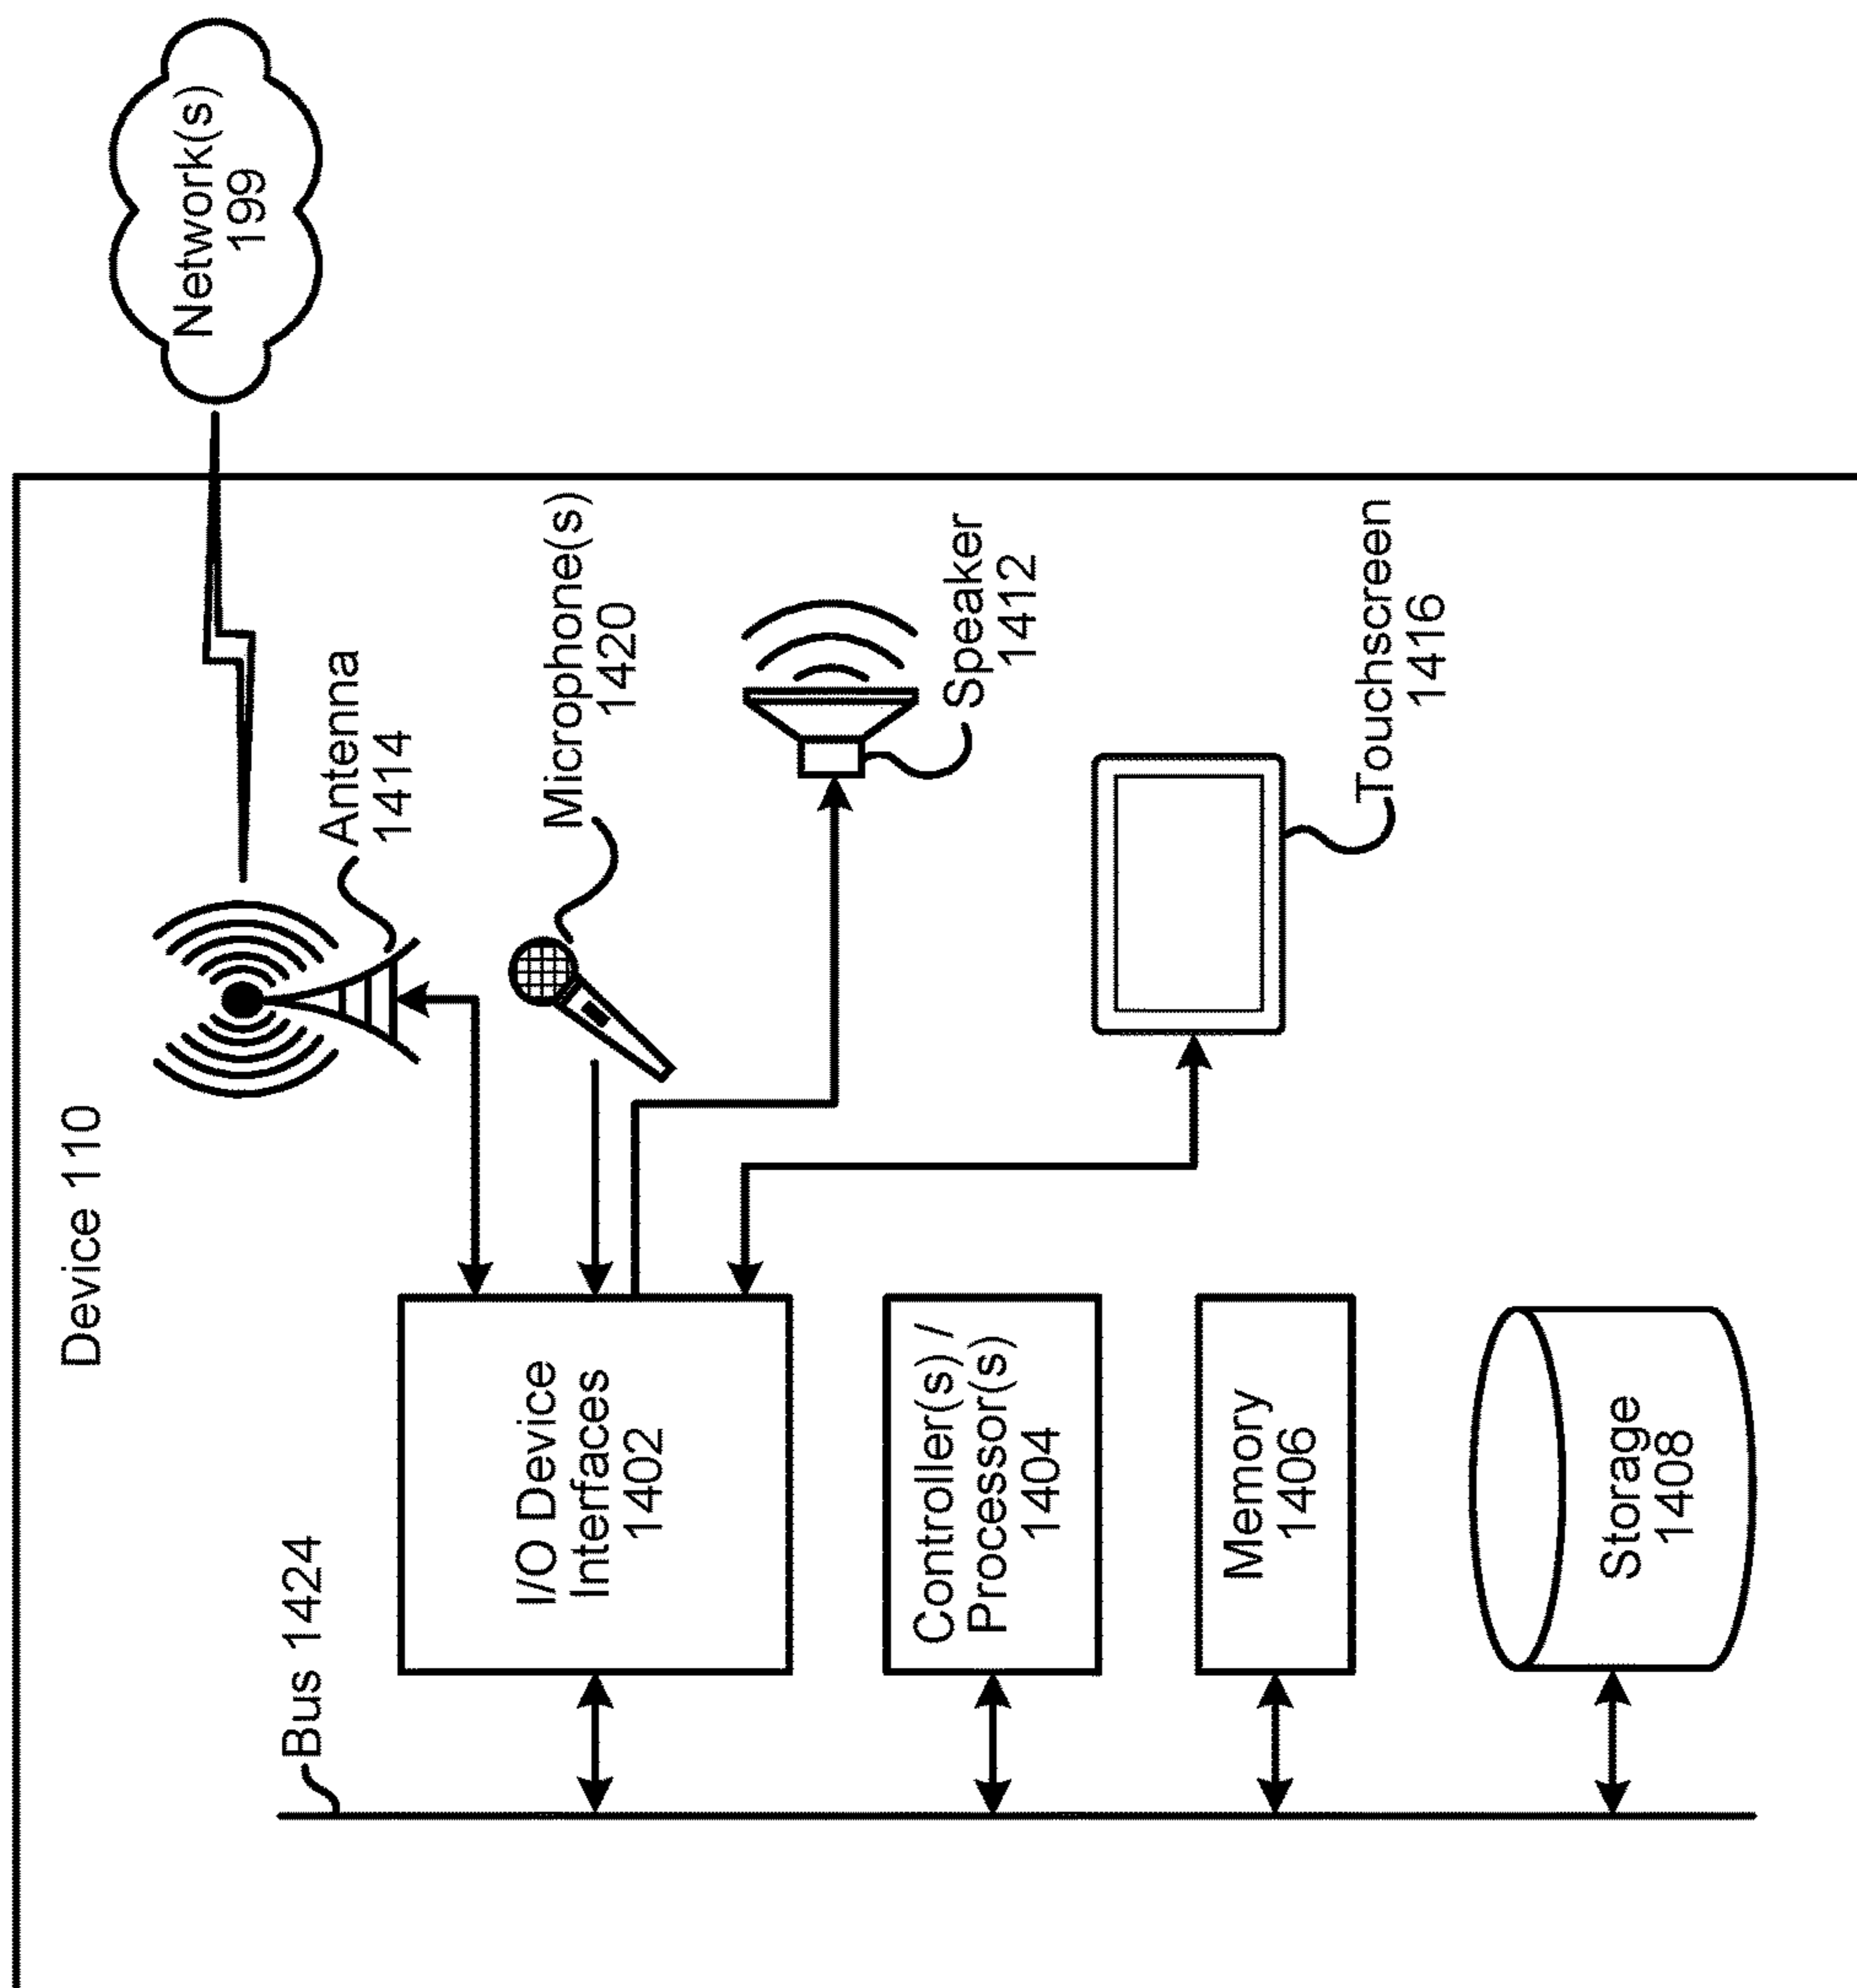 Device 110
Bus 1424
I/O Device
Interfaces
1402
Controller(s) /
Processor(s)
1404
Memory
1406
Storage
1408
Antenna
1414
Microphone(s)
1420
Speaker
1412
Touchscreen
1416
Network(s)
199